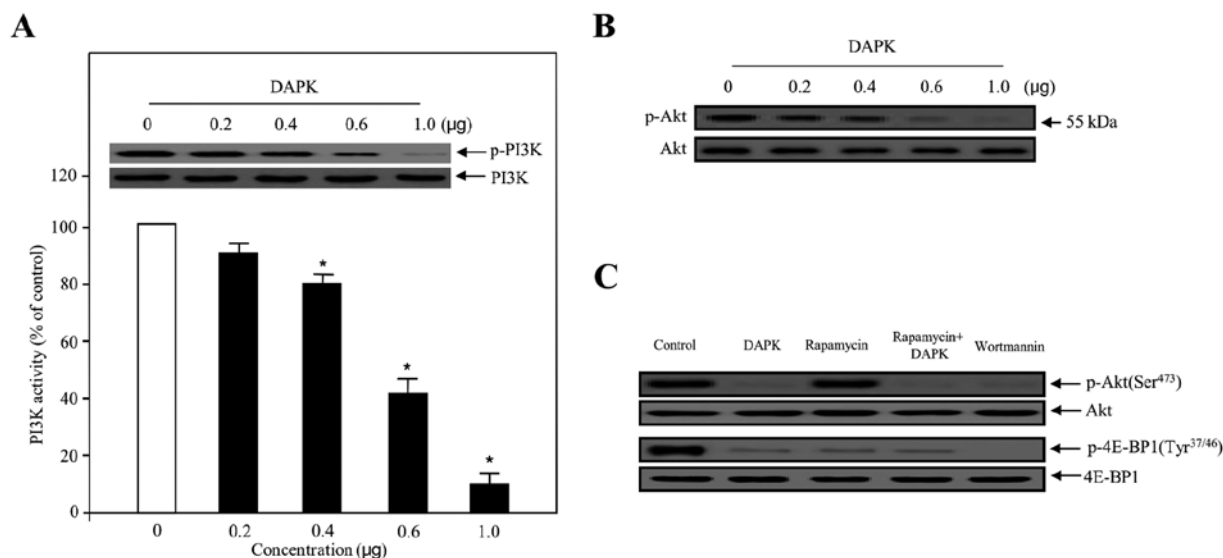 A
DAPK
0 0.2 0.4 0.6 1.0 (µg)
p-PI3K
PI3K
120
100
80
60
40
20
0
PI3K activity (% of control)
*
*
*
0 0.2 0.4 0.6 1.0
Concentration (µg)
B
DAPK
0 0.2 0.4 0.6 1.0 (µg)
p-Akt
55 kDa
Akt
C
Control DAPK Rapamycin Rapamycin+ Wortmannin
DAPK
p-Akt(Ser473)
Akt
p-4E-BP1(Tyr37/46)
4E-BP1